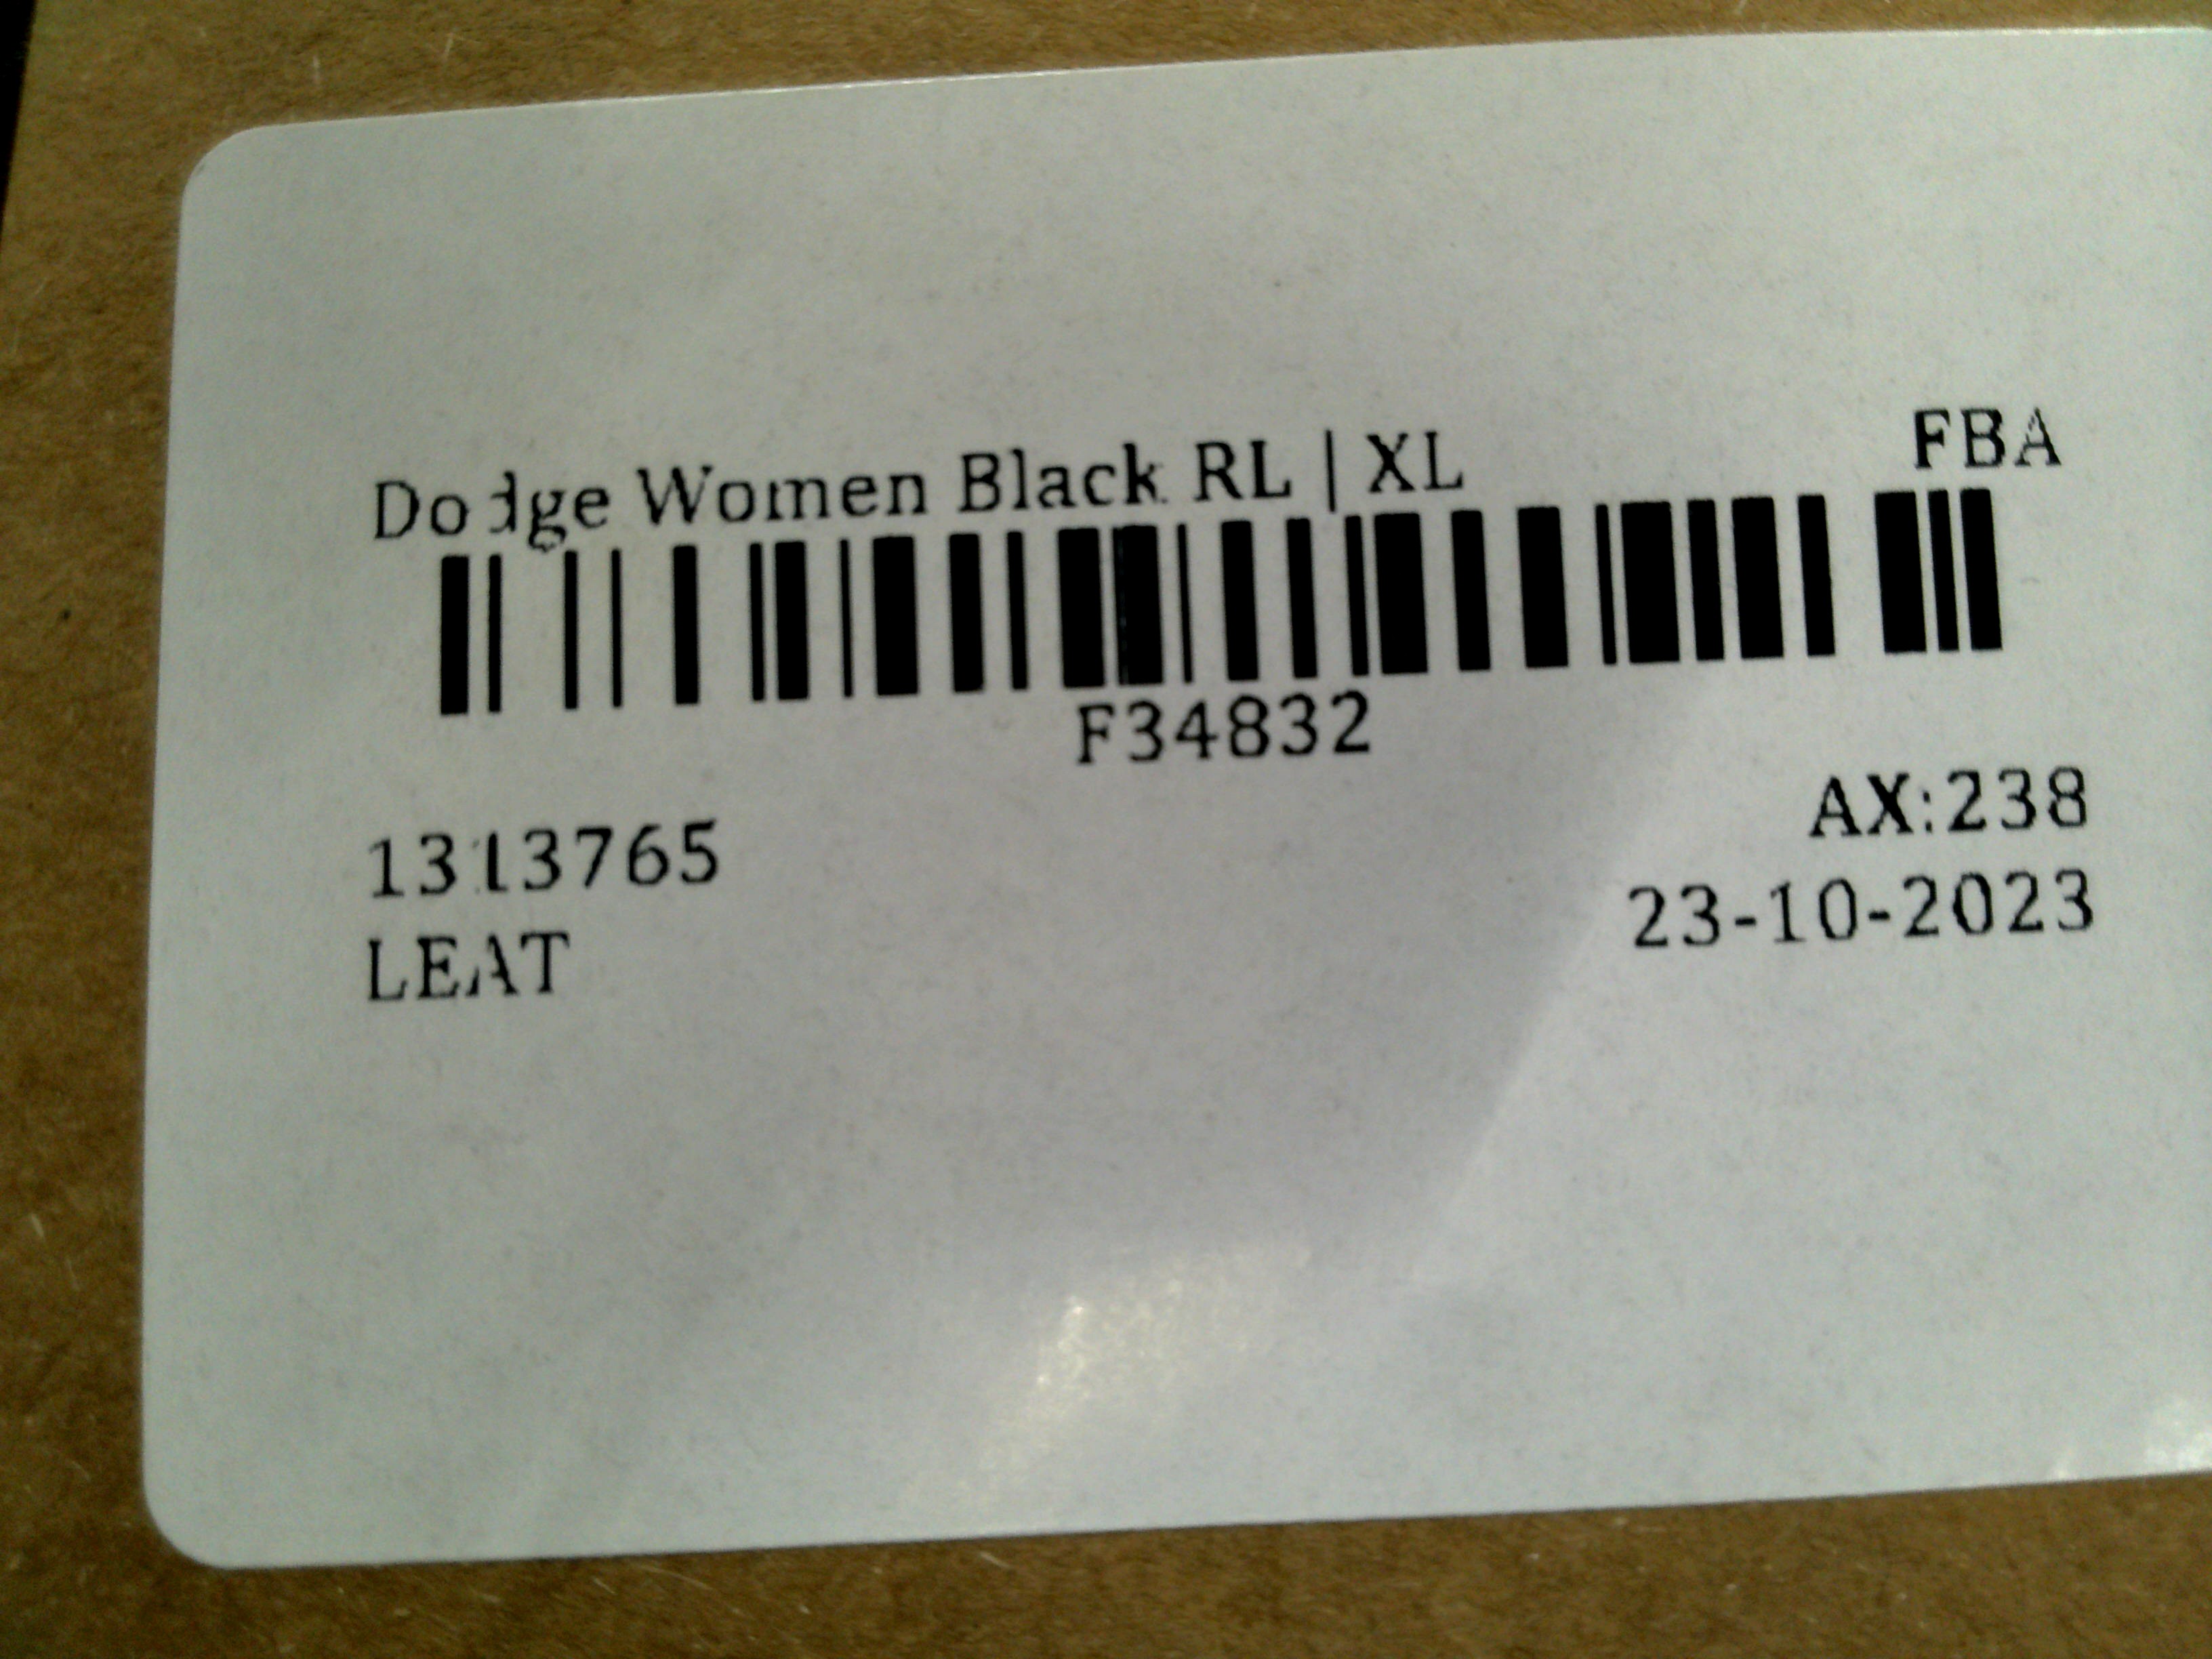 Dodge Women Black RL | XL FBA
F34832
1313765 AX:238
LEAT 23-10-2023